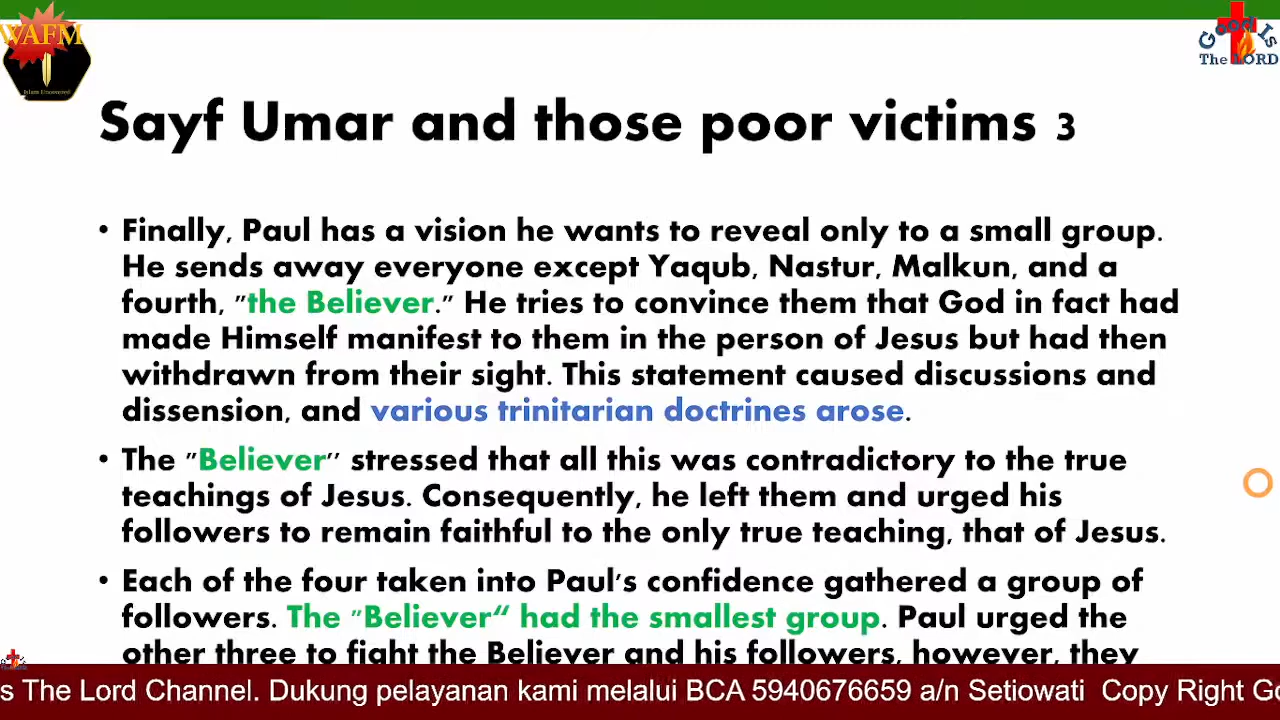 WAFM
Islam Uncovered
Good Is
The LORD
Sayf Umar and those poor victims 3
• Finally, Paul has a vision he wants to reveal only to a small group.
He sends away everyone except Yaqub, Nastur, Malkun, and a
fourth, "the Believer." He tries to convince them that God in fact had
made Himself manifest to them in the person of Jesus but had then
withdrawn from their sight. This statement caused discussions and
dissension, and various trinitarian doctrines arose.
• The "Believer'' stressed that all this was contradictory to the true
teachings of Jesus. Consequently, he left them and urged his
followers to remain faithful to the only true teaching, that of Jesus.
• Each of the four taken into Paul's confidence gathered a group of
followers. The "Believer“ had the smallest group. Paul urged the
other three to fight the Believer and his followers, however, they
s The Lord Channel. Dukung pelayanan kami melalui BCA 5940676659 a/n Setiowati Copy Right Go